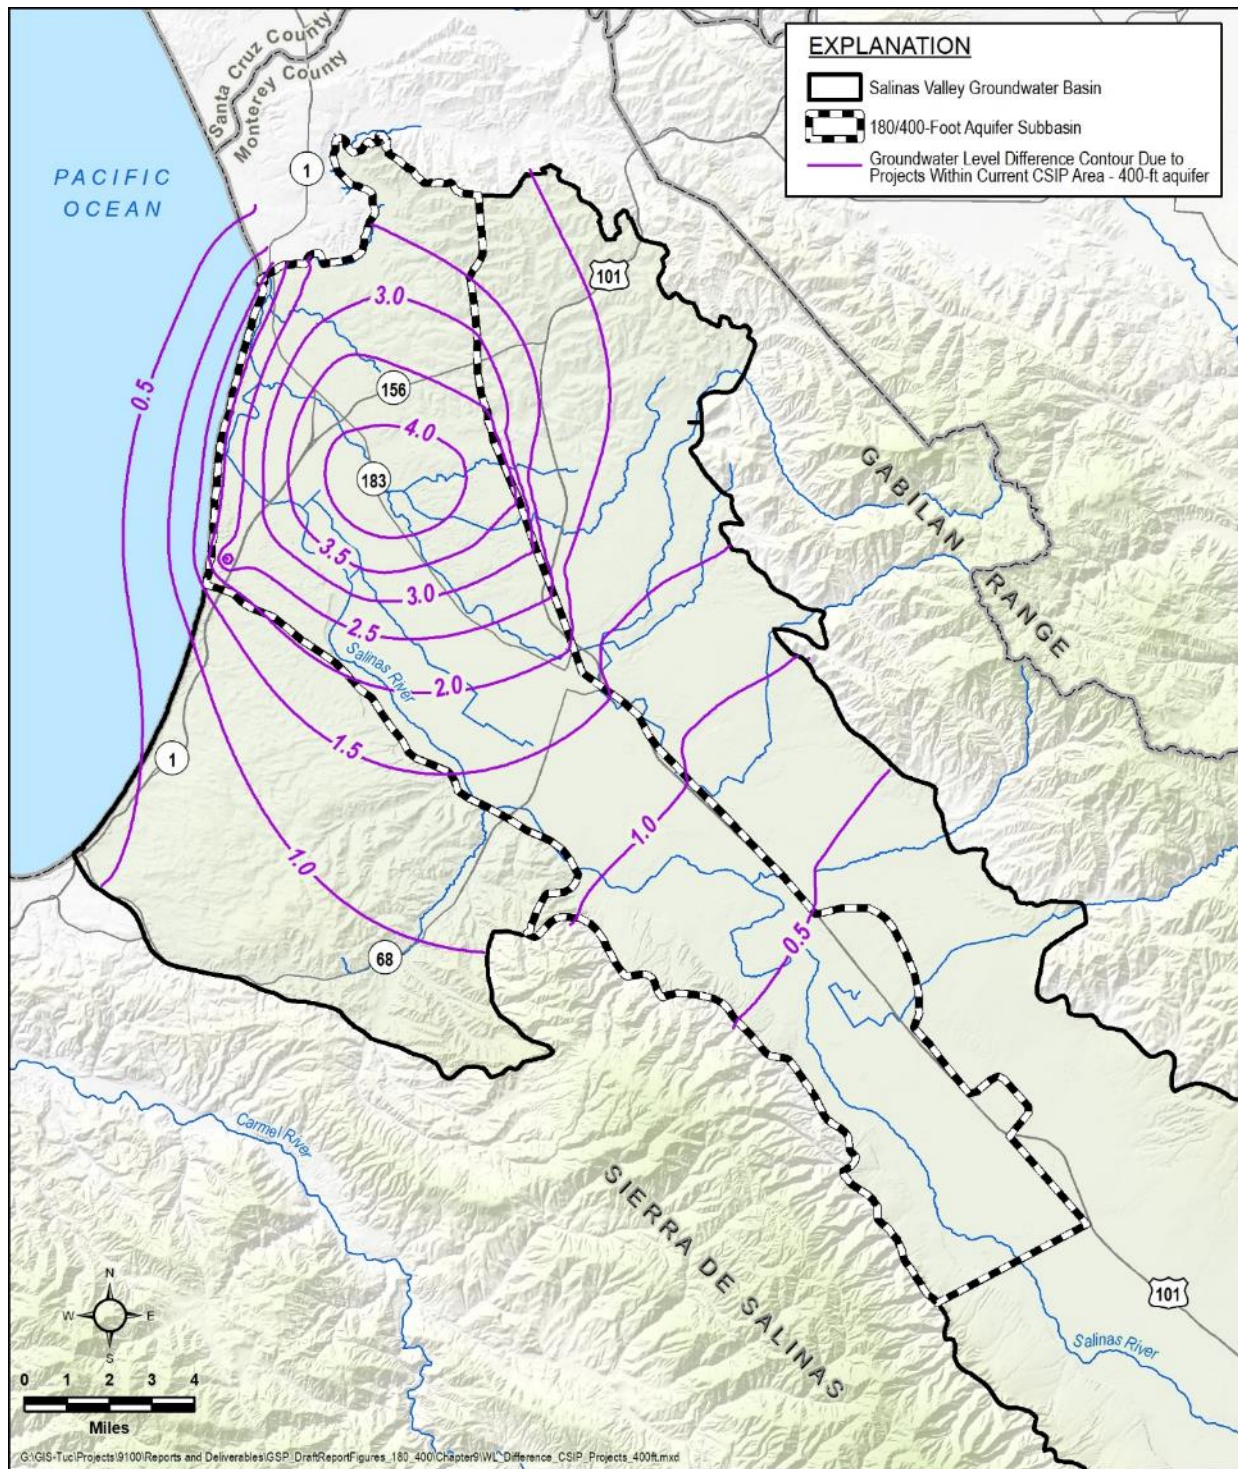 EXPLANATION
Salinas Valley Groundwater Basin
180/400-Foot Aquifer Subbasin
Groundwater Level Difference Contour Due to
Projects Within Current CSIP Area - 400-ft aquifer
Santa Cruz County
Monterey County
PACIFIC
OCEAN
1
101
3.0
0.5
156
4.0
183
GABILAN
RANGE
3.5
3.0
2.5
Salinas River
2.0
1.5
1
1.0
1.0
0.5
68
Carmel River
SIERRA DE SALINAS
101
Salinas River
N
W
E
S
0 1 2 3 4
Miles
G:\GIS-Tuc\Projects\9100\Reports and Deliverables\GSP_DraftReportFigures_180_400\Chapter9\WL_Difference_CSIP_Projects_400ft.mxd